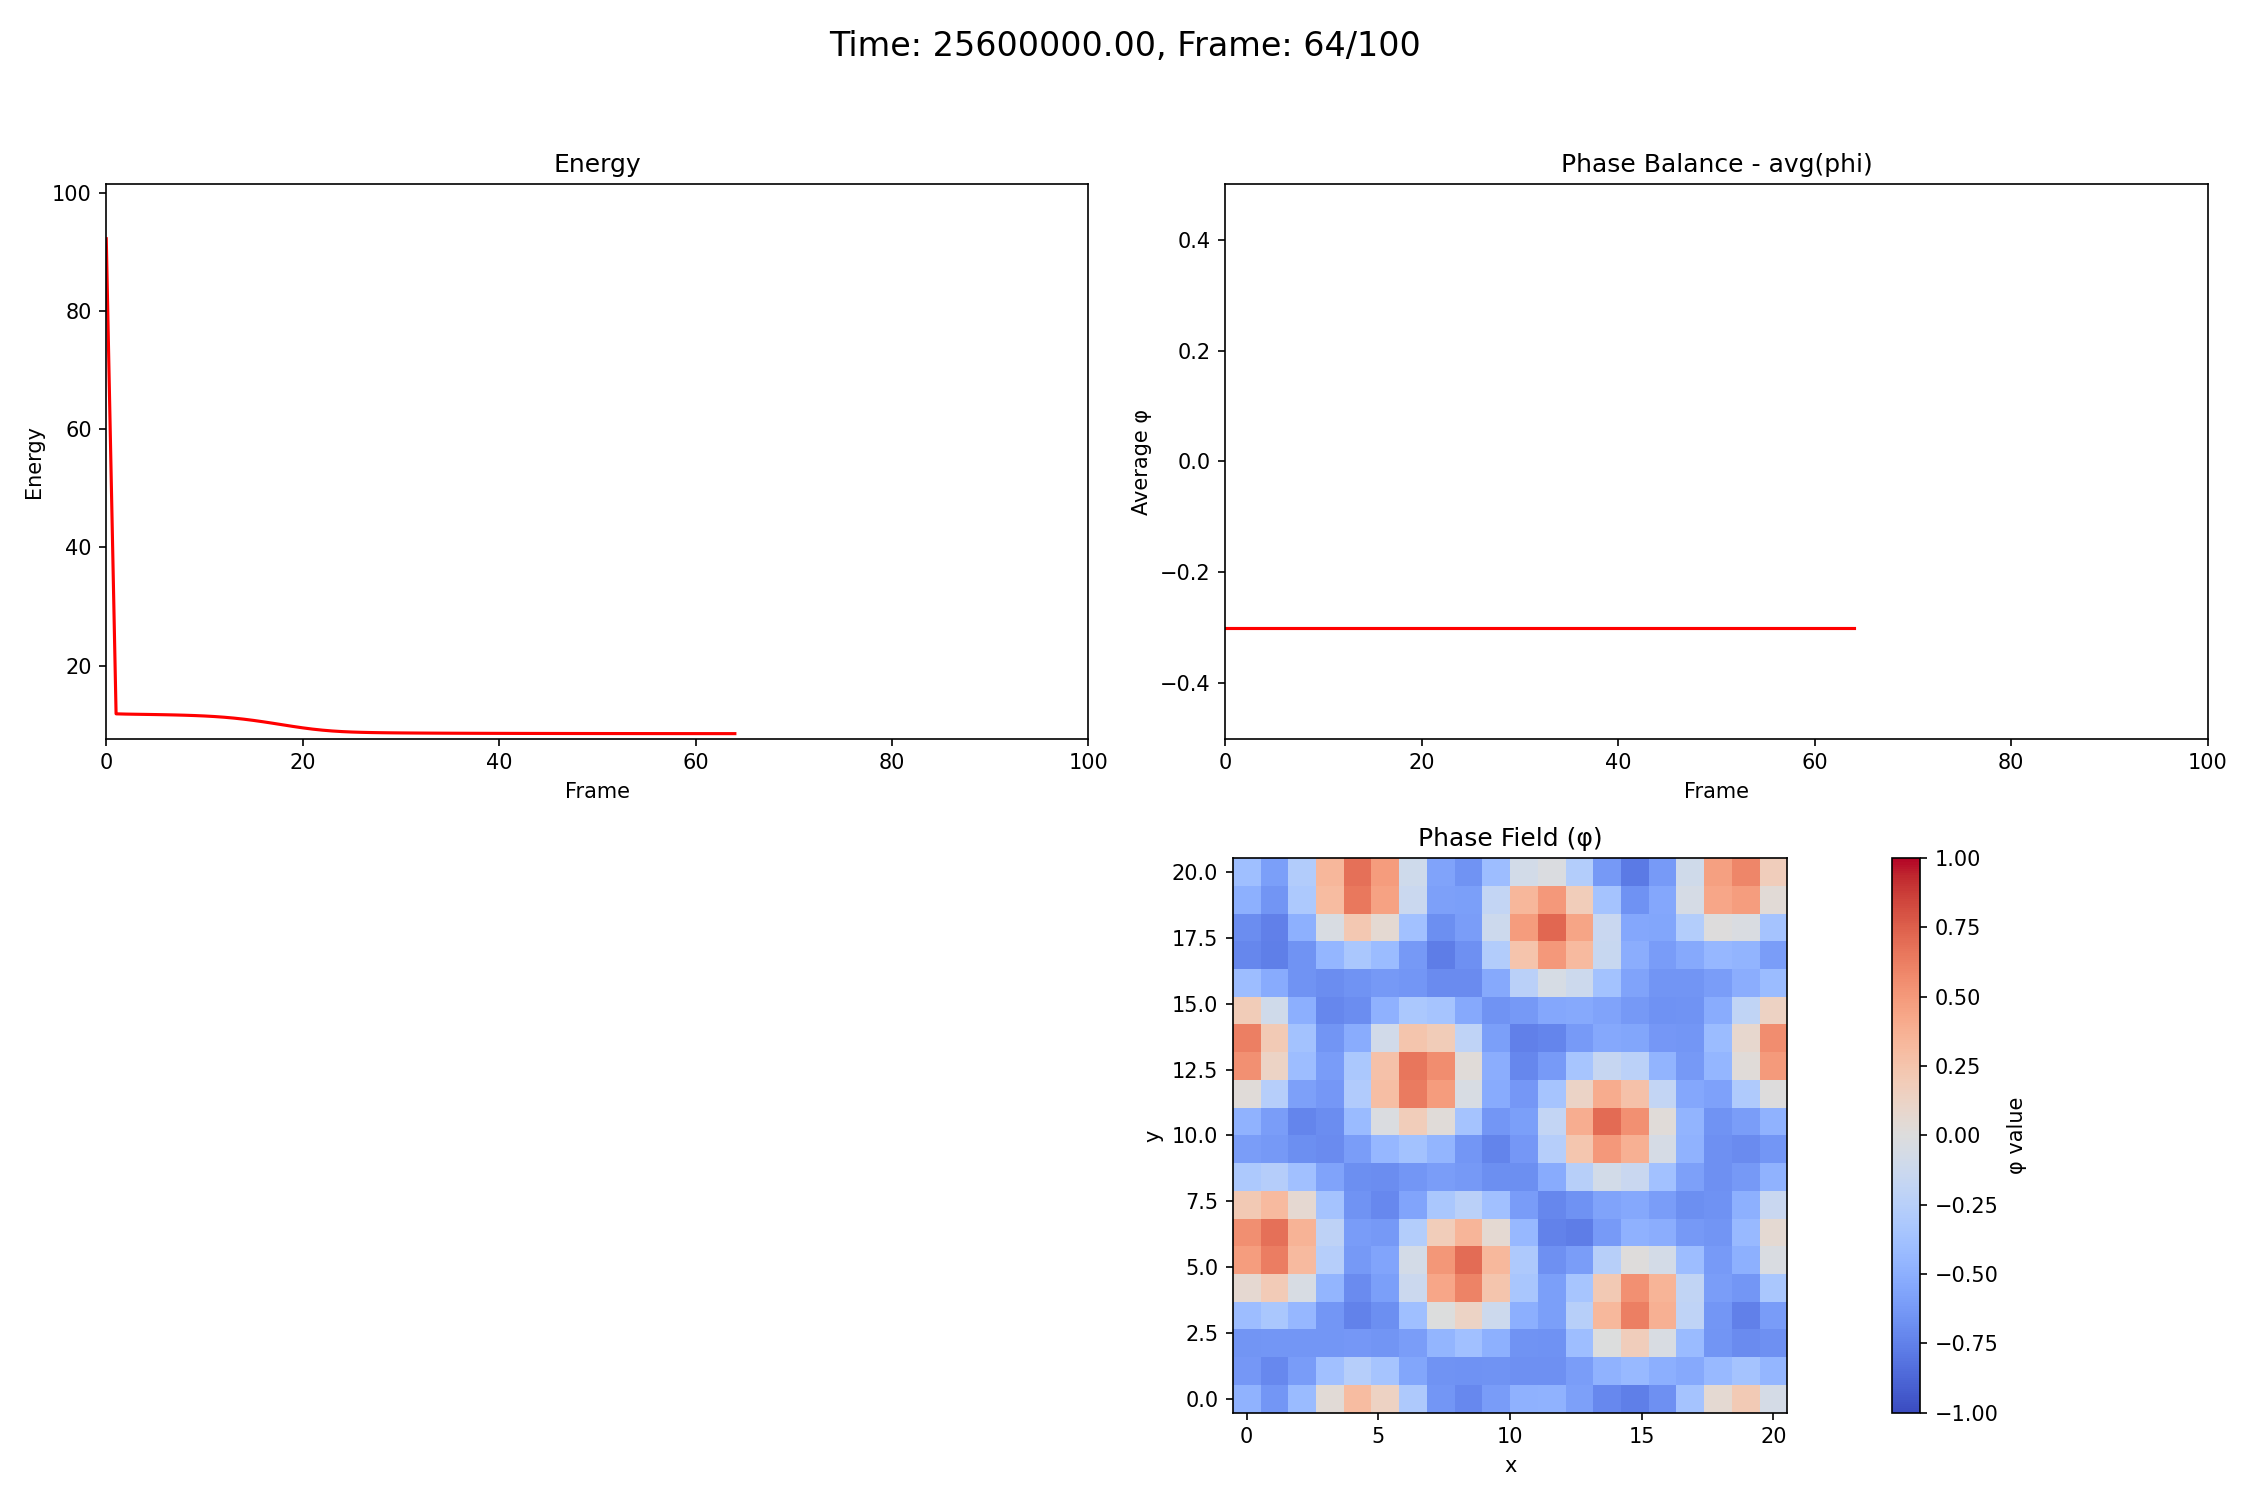 Time: 25600000.00, Frame: 64/100
Energy
100
80
60
40
20
Energy
0 20 40 60 80 100
Frame
Phase Balance - avg(phi)
0.4
0.2
0.0
−0.2
−0.4
Average φ
0 20 40 60 80 100
Frame
Phase Field (φ)
20.0
17.5
15.0
12.5
10.0
7.5
5.0
2.5
0.0
y
0 5 10 15 20
x
1.00
0.75
0.50
0.25
0.00
−0.25
−0.50
−0.75
−1.00
φ value